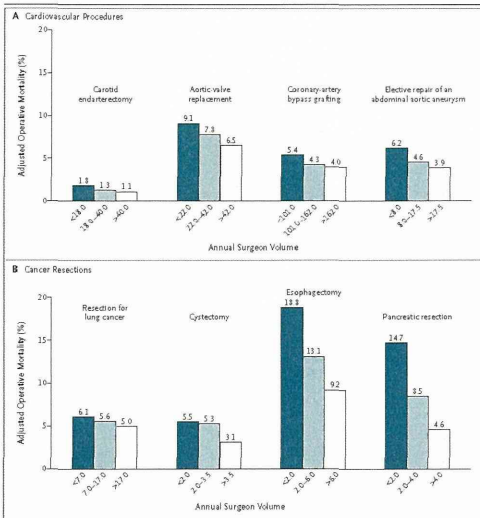 A Cardiovascular Procedures
20
15
10
5
0
Adjusted Operative Mortality (%)
Carotid
endarterectomy
Aortic-valve
replacement
Coronary-artery
bypass grafting
Elective repair of an
abdominal aortic aneurysm
1.8 1.3 1.1
9.1 7.8 6.5
5.4 4.3 4.0
6.2 4.6 3.9
<18.0 18.0–40.0 >40.0
<22.0 22.0–42.0 >42.0
<101.0 101.0–162.0 >162.0
<8.0 8.0–17.5 >17.5
Annual Surgeon Volume
B Cancer Resections
20
15
10
5
0
Adjusted Operative Mortality (%)
Resection for
lung cancer
Cystectomy
Esophagectomy
Pancreatic resection
6.1 5.6 5.0
5.5 5.3 3.1
18.8 13.1 9.2
14.7 8.5 4.6
<7.0 7.0–17.0 >17.0
<2.0 2.0–3.5 >3.5
<2.0 2.0–6.0 >6.0
<2.0 2.0–4.0 >4.0
Annual Surgeon Volume